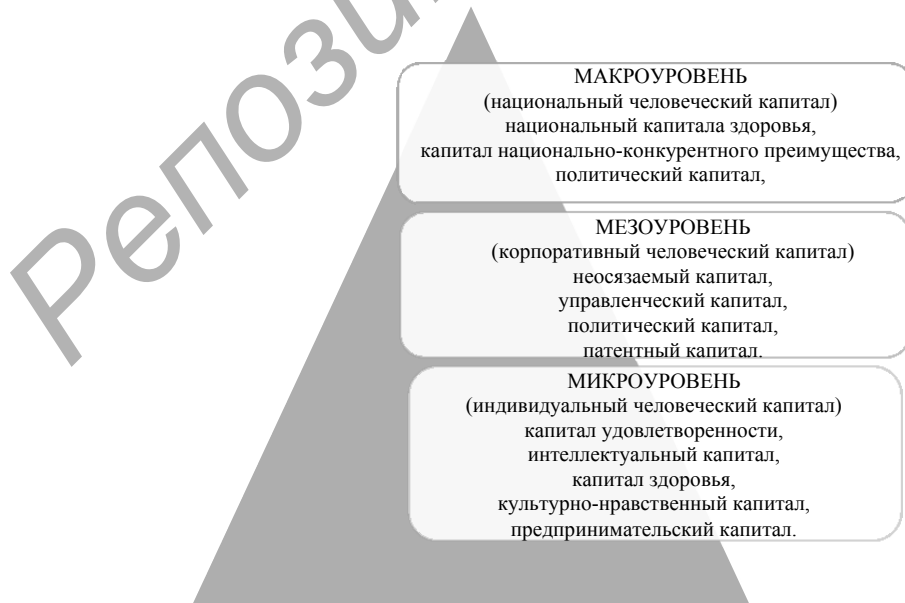 Репози
МАКРОУРОВЕНЬ
(национальный человеческий капитал)
национальный капитала здоровья,
капитал национально-конкурентного преимущества,
политический капитал,
МЕЗОУРОВЕНЬ
(корпоративный человеческий капитал)
неосязаемый капитал,
управленческий капитал,
политический капитал,
патентный капитал.
МИКРОУРОВЕНЬ
(индивидуальный человеческий капитал)
капитал удовлетворенности,
интеллектуальный капитал,
капитал здоровья,
культурно-нравственный капитал,
предпринимательский капитал.